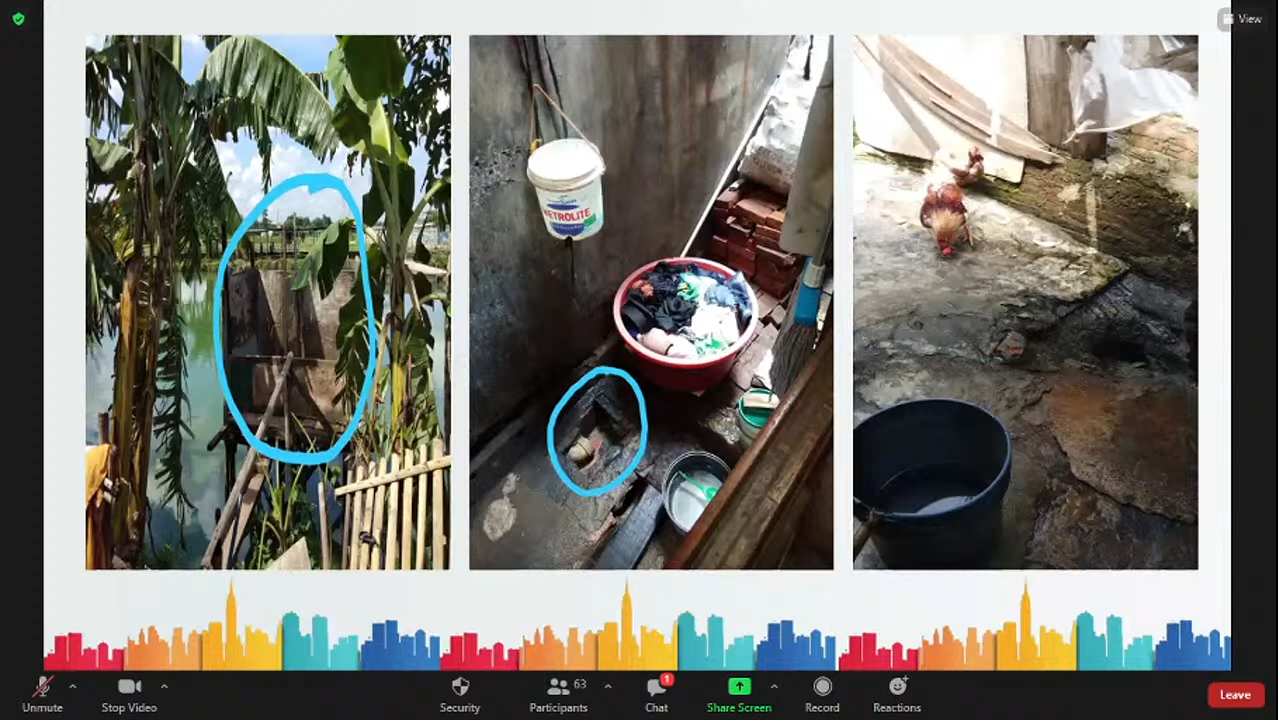 View
METROLITE
Unmute
Stop Video
Security
Participants
63
Chat
1
Share Screen
Record
Reactions
Leave